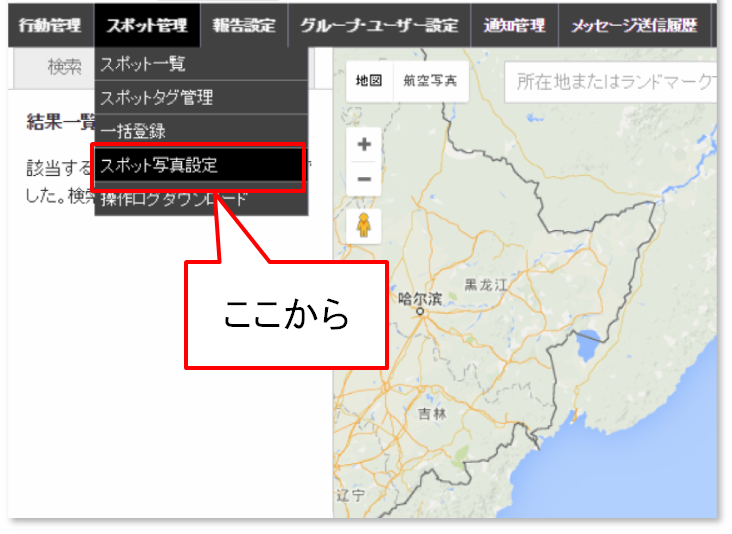 行動管理 スポット管理 報告設定 グループ・ユーザー設定 通知管理 メッセージ送信履歴
検索
スポット一覧
地図 航空写真 所在地またはランドマークで
スポットタグ管理
結果一覧
一括登録
該当する
スポット写真設定
した。検索
操作ログダウンロード
ここから
黑龙江
哈尔滨
吉林
辽宁